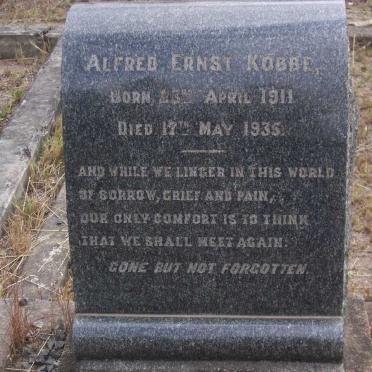 ALFRED ERNST KOBBE,
BORN 23RD APRIL 1911
DIED 17TH MAY 1935.
AND WHILE WE LINGER IN THIS WORLD
OF SORROW, GRIEF AND PAIN,
OUR ONLY COMFORT IS TO THINK
THAT WE SHALL MEET AGAIN.
GONE BUT NOT FORGOTTEN.